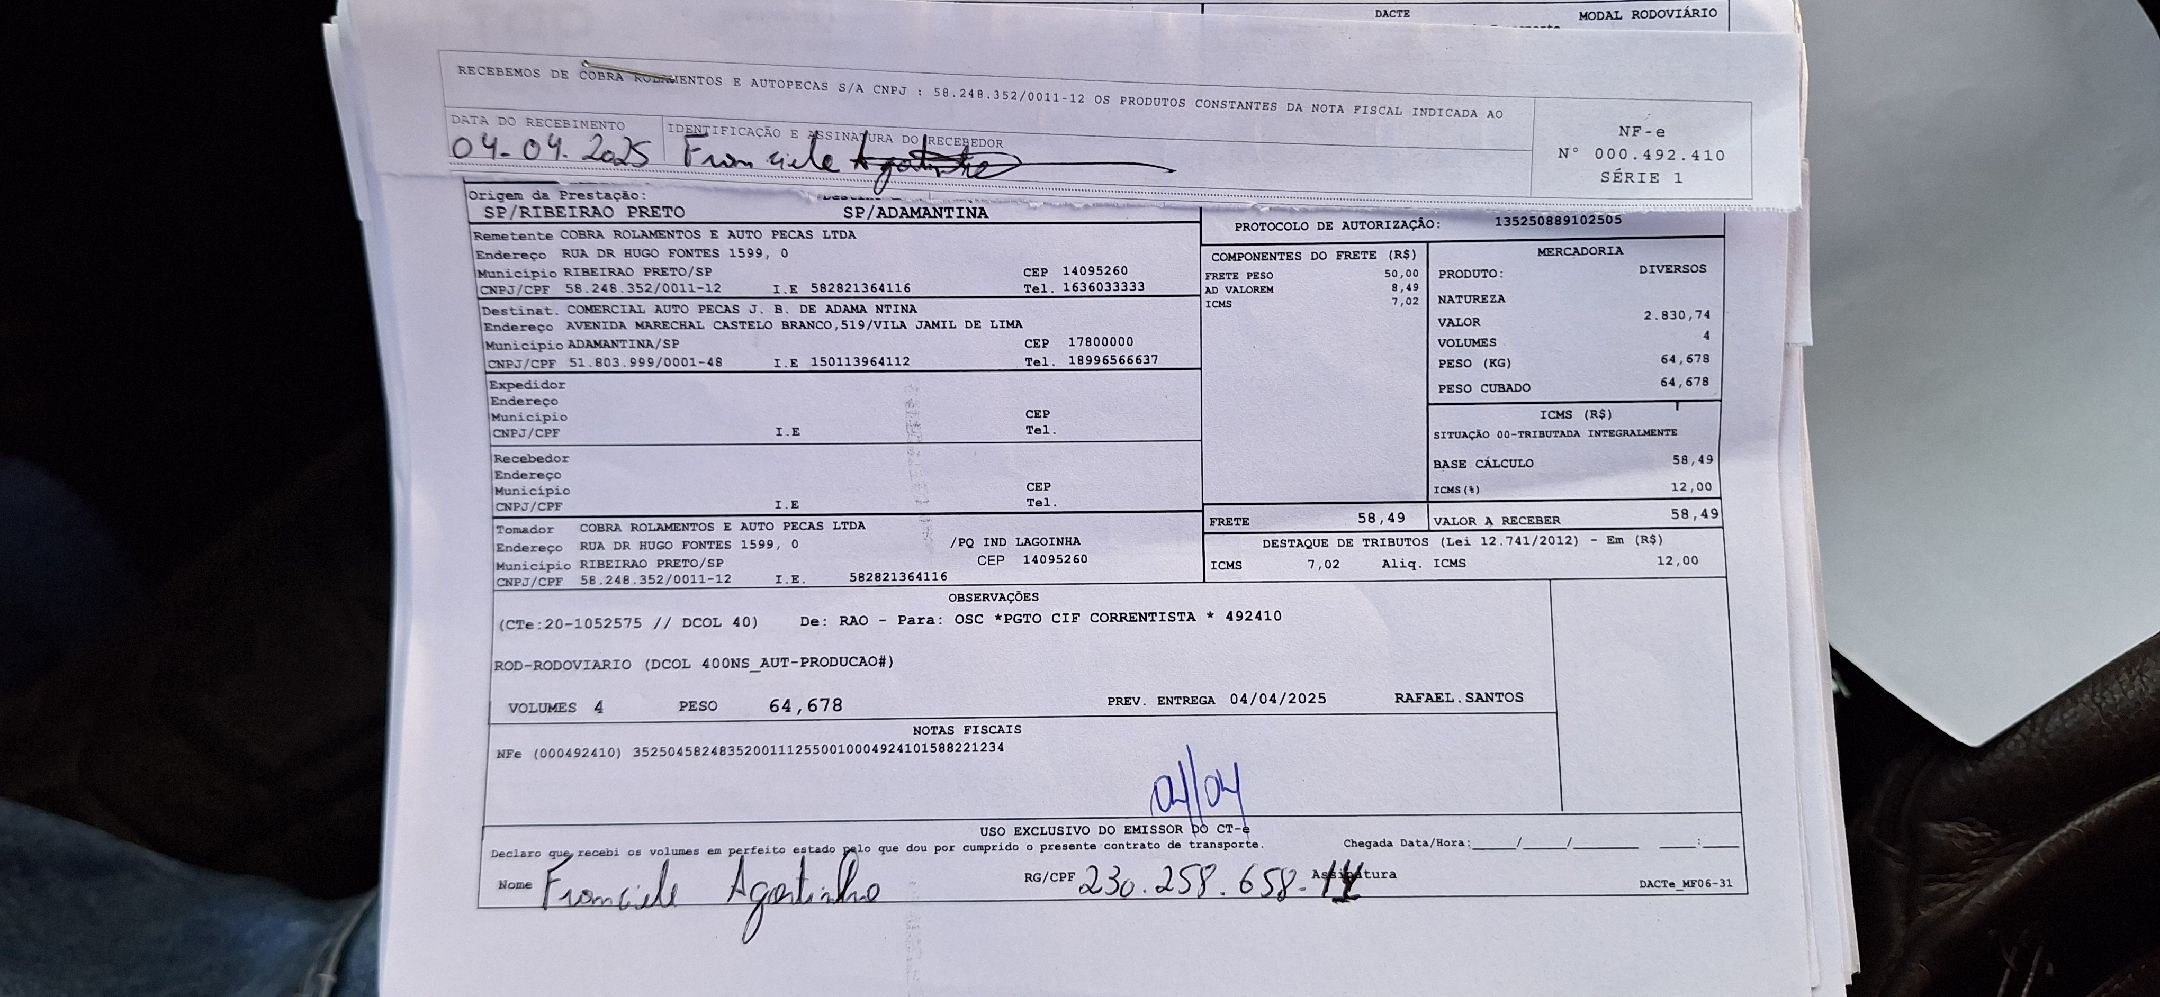 DACTE
MODAL RODOVIÁRIO
RECEBEMOS DE COBRA ROLAMENTOS E AUTOPECAS S/A CNPJ : 58.248.352/0011-12 OS PRODUTOS CONSTANTES DA NOTA FISCAL INDICADA AO
DATA DO RECEBIMENTO
04-04.2025
IDENTIFICAÇÃO E ASSINATURA DO RECEBEDOR
Franciele Agostinho
NF-e
N° 000.492.410
SÉRIE 1
Origem da Prestação:
SP/RIBEIRAO PRETO SP/ADAMANTINA
PROTOCOLO DE AUTORIZAÇÃO: 135250889102505
Remetente COBRA ROLAMENTOS E AUTO PECAS LTDA
Endereço RUA DR HUGO FONTES 1599, 0
Município RIBEIRAO PRETO/SP CEP 14095260
CNPJ/CPF 58.248.352/0011-12 I.E 582821364116 Tel. 1636033333
Destinat. COMERCIAL AUTO PECAS J. B. DE ADAMA NTINA
Endereço AVENIDA MARECHAL CASTELO BRANCO,519/VILA JAMIL DE LIMA
Município ADAMANTINA/SP CEP 17800000
CNPJ/CPF 51.803.999/0001-48 I.E 150113964112 Tel. 18996566637
Expedidor
Endereço
Município CEP
CNPJ/CPF I.E Tel.
Recebedor
Endereço
Município CEP
CNPJ/CPF I.E Tel.
Tomador COBRA ROLAMENTOS E AUTO PECAS LTDA
Endereço RUA DR HUGO FONTES 1599, 0 /PQ IND LAGOINHA
Município RIBEIRAO PRETO/SP CEP 14095260
CNPJ/CPF 58.248.352/0011-12 I.E. 582821364116
COMPONENTES DO FRETE (R$)
FRETE PESO 50,00
AD VALOREM 8,49
ICMS 7,02
FRETE 58,49
MERCADORIA
PRODUTO: DIVERSOS
NATUREZA
VALOR 2.830,74
VOLUMES 4
PESO (KG) 64,678
PESO CUBADO 64,678
ICMS (R$)
SITUAÇÃO 00-TRIBUTADA INTEGRALMENTE
BASE CÁLCULO 58,49
ICMS(%) 12,00
VALOR A RECEBER 58,49
DESTAQUE DE TRIBUTOS (Lei 12.741/2012) - Em (R$)
ICMS 7,02 Aliq. ICMS 12,00
OBSERVAÇÕES
(CTe:20-1052575 // DCOL 40) De: RAO - Para: OSC *PGTO CIF CORRENTISTA * 492410
ROD-RODOVIARIO (DCOL 400NS_AUT-PRODUCAO#)
VOLUMES 4 PESO 64,678 PREV. ENTREGA 04/04/2025 RAFAEL.SANTOS
NOTAS FISCAIS
NFe (000492410) 35250458248352001112550010004924101588221234
04/04
USO EXCLUSIVO DO EMISSOR DO CT-e
Declaro que recebi os volumes em perfeito estado pelo que dou por cumprido o presente contrato de transporte. Chegada Data/Hora:_____/_____/_______ ____:____
Nome Franciele Agostinho RG/CPF 230.258.658-14 Assinatura
DACTe_MF06-31